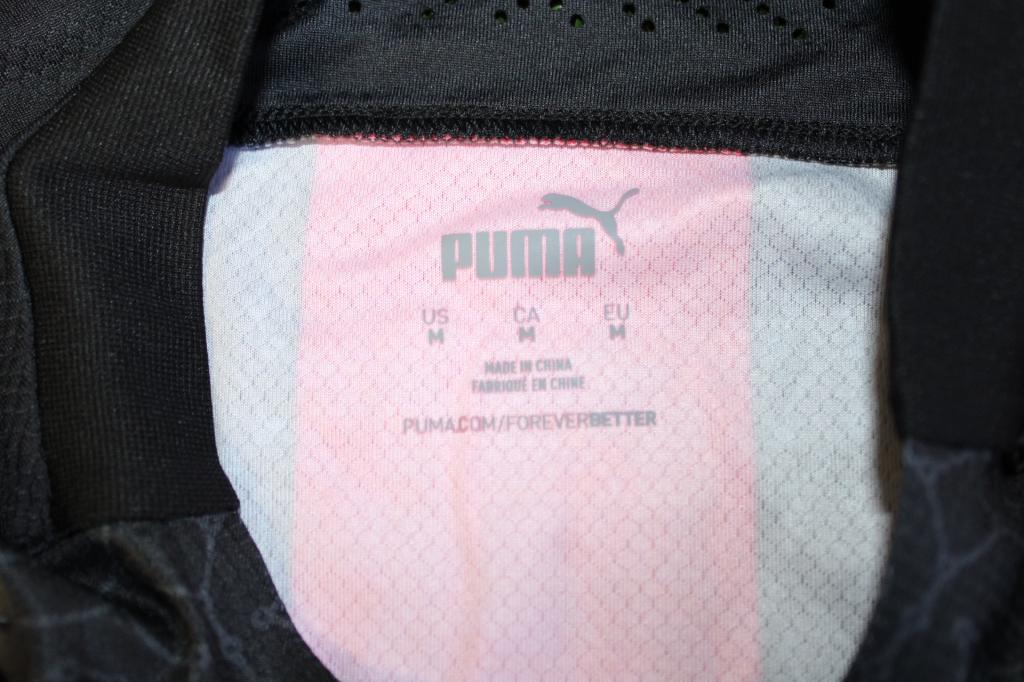 PUMA
US CA EU
M M M
MADE IN CHINA
FABRIQUÉ EN CHINE
PUMA.COM/FOREVERBETTER